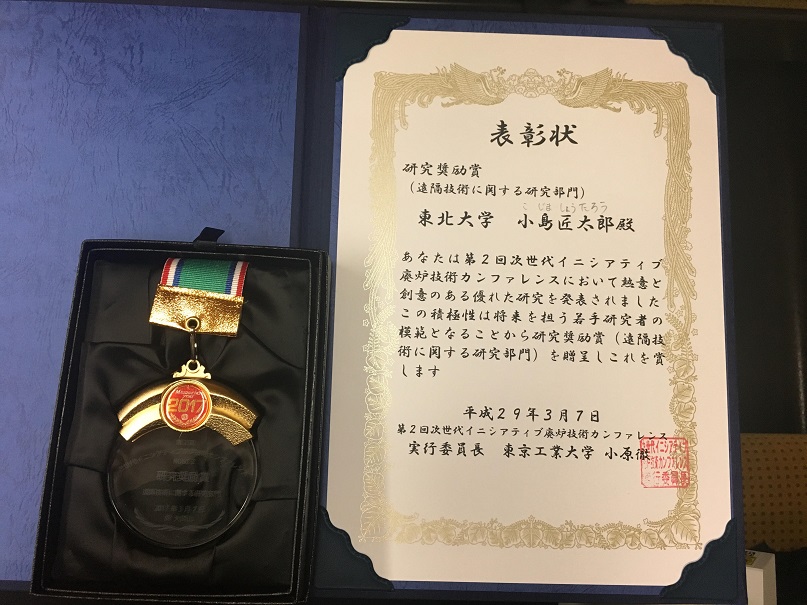 表彰状
研究奨励賞
（遠隔技術に関する研究部門）
こじま しょうたろう
東北大学 小島匠太郎殿
あなたは第２回次世代イニシアティブ
廃炉技術カンファレンスにおいて熱意と
創意のある優れた研究を発表されました
この積極性は将来を担う若手研究者の
模範となることから研究奨励賞（遠隔技
術に関する研究部門）を贈呈しこれを賞
します
平成２９年３月７日
第２回次世代イニシアティブ廃炉技術カンファレンス
実行委員長 東京工業大学 小原徹
2017
研究奨励賞